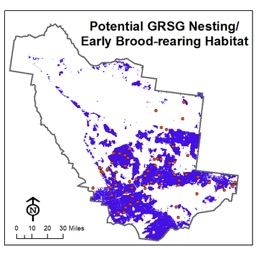 Potential GRSG Nesting/
Early Brood-rearing Habitat
N
0 10 20 30 Miles